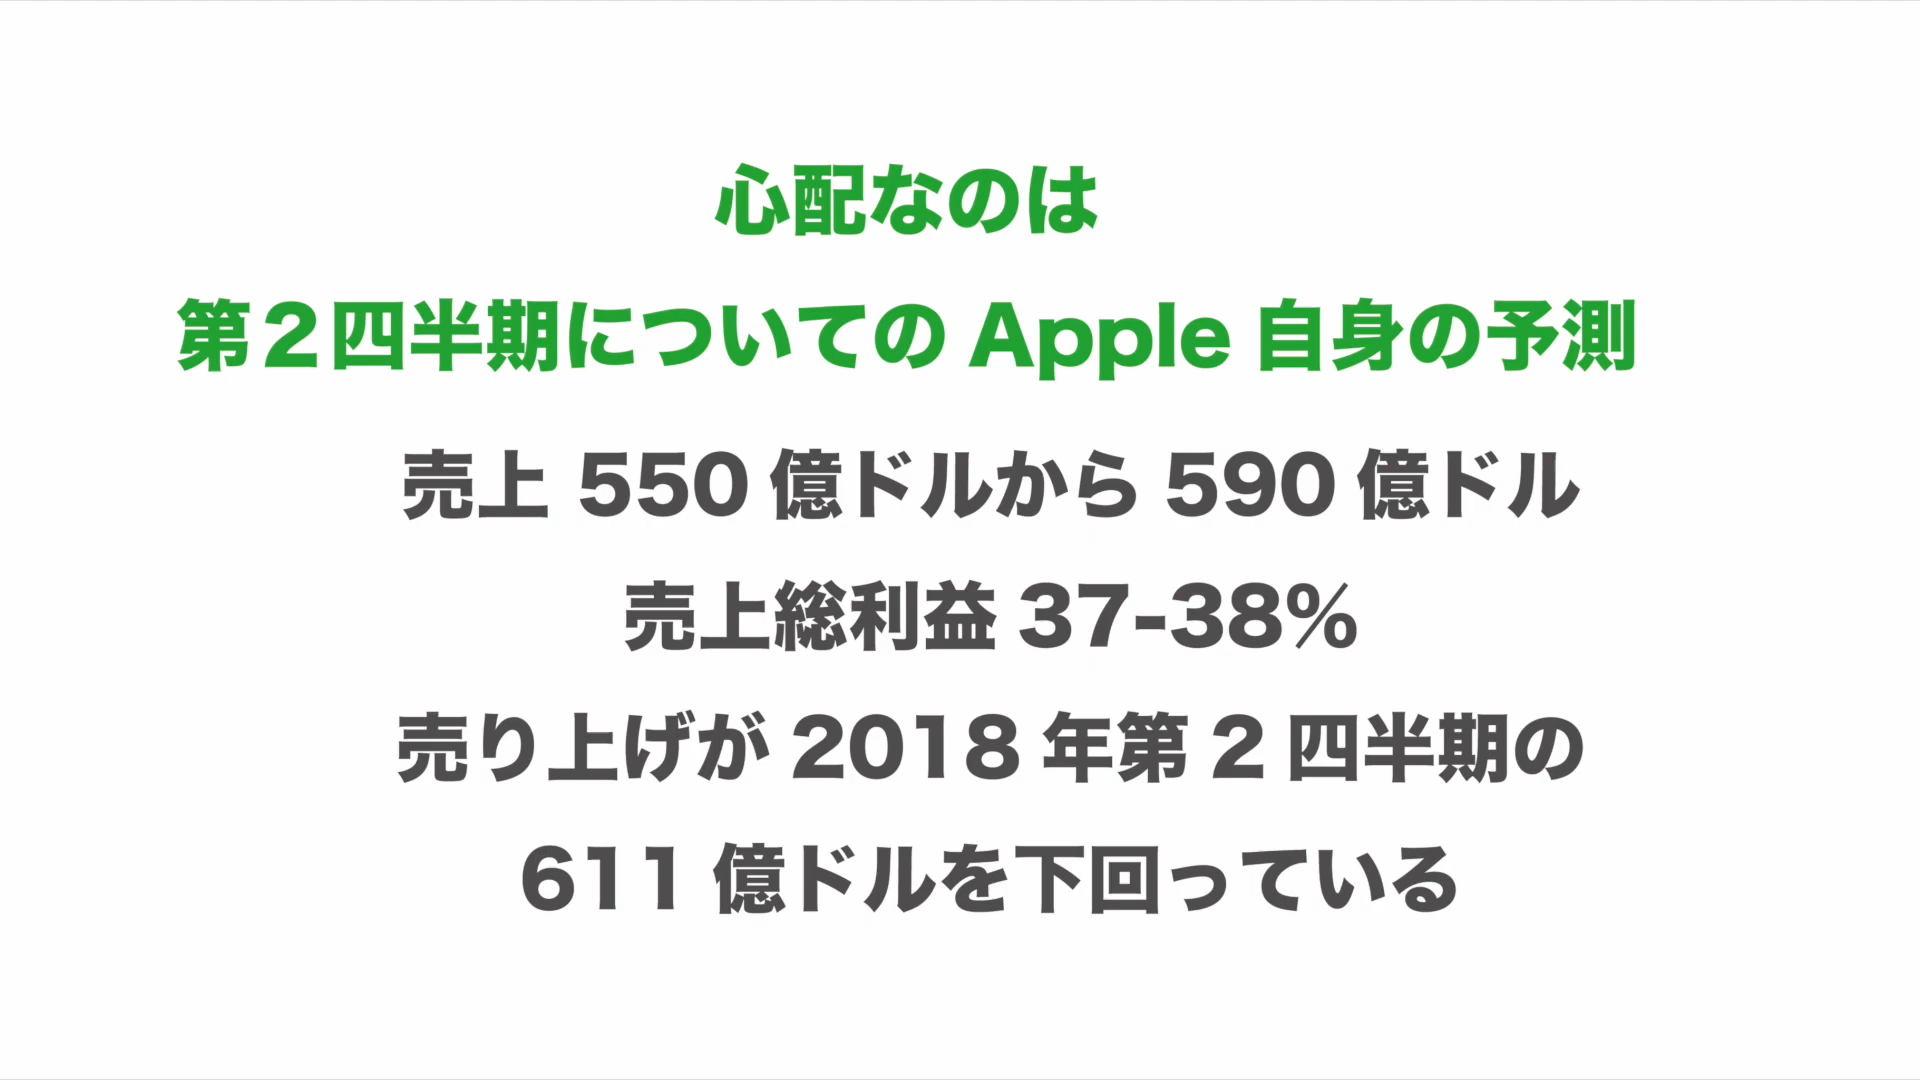 心配なのは
第２四半期についての Apple 自身の予測
売上 550 億ドルから 590 億ドル
売上総利益 37-38%
売り上げが 2018 年第 2 四半期の
611 億ドルを下回っている